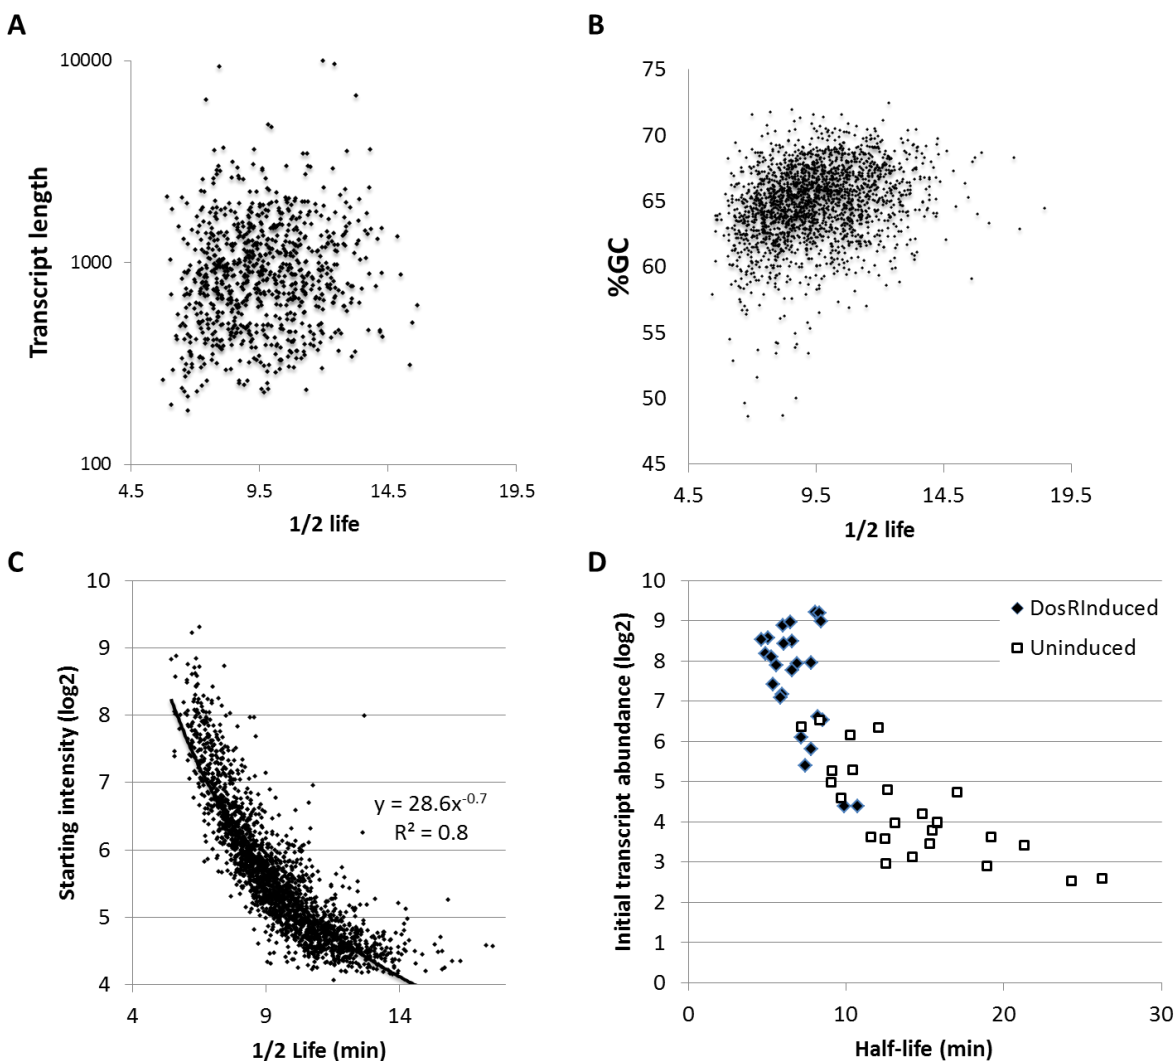 A
10000
1000
100
Transcript length
4.5 9.5 14.5 19.5
1/2 life
B
75
70
65
60
55
50
45
%GC
4.5 9.5 14.5 19.5
1/2 life
C
10
9
8
7
6
5
4
Starting intensity (log2)
y = 28.6x^-0.7
R² = 0.8
4 9 14
1/2 Life (min)
D
10
9
8
7
6
5
4
3
2
1
0
Initial transcript abundance (log2)
DosRInduced
Uninduced
0 10 20 30
Half-life (min)